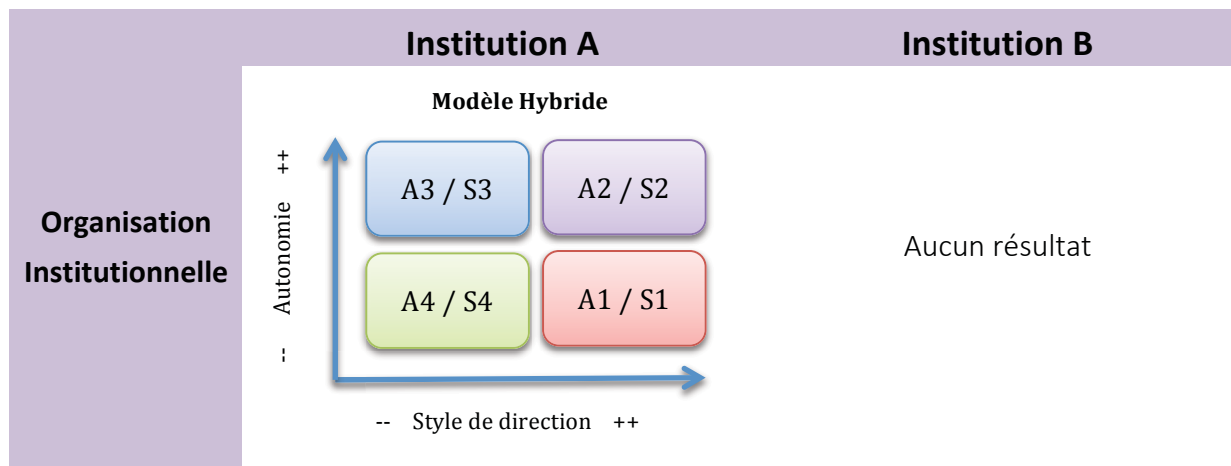 Institution A
Institution B
Organisation
Institutionnelle
Modèle Hybride
-- Autonomie ++
A3 / S3
A2 / S2
A4 / S4
A1 / S1
-- Style de direction ++
Aucun résultat